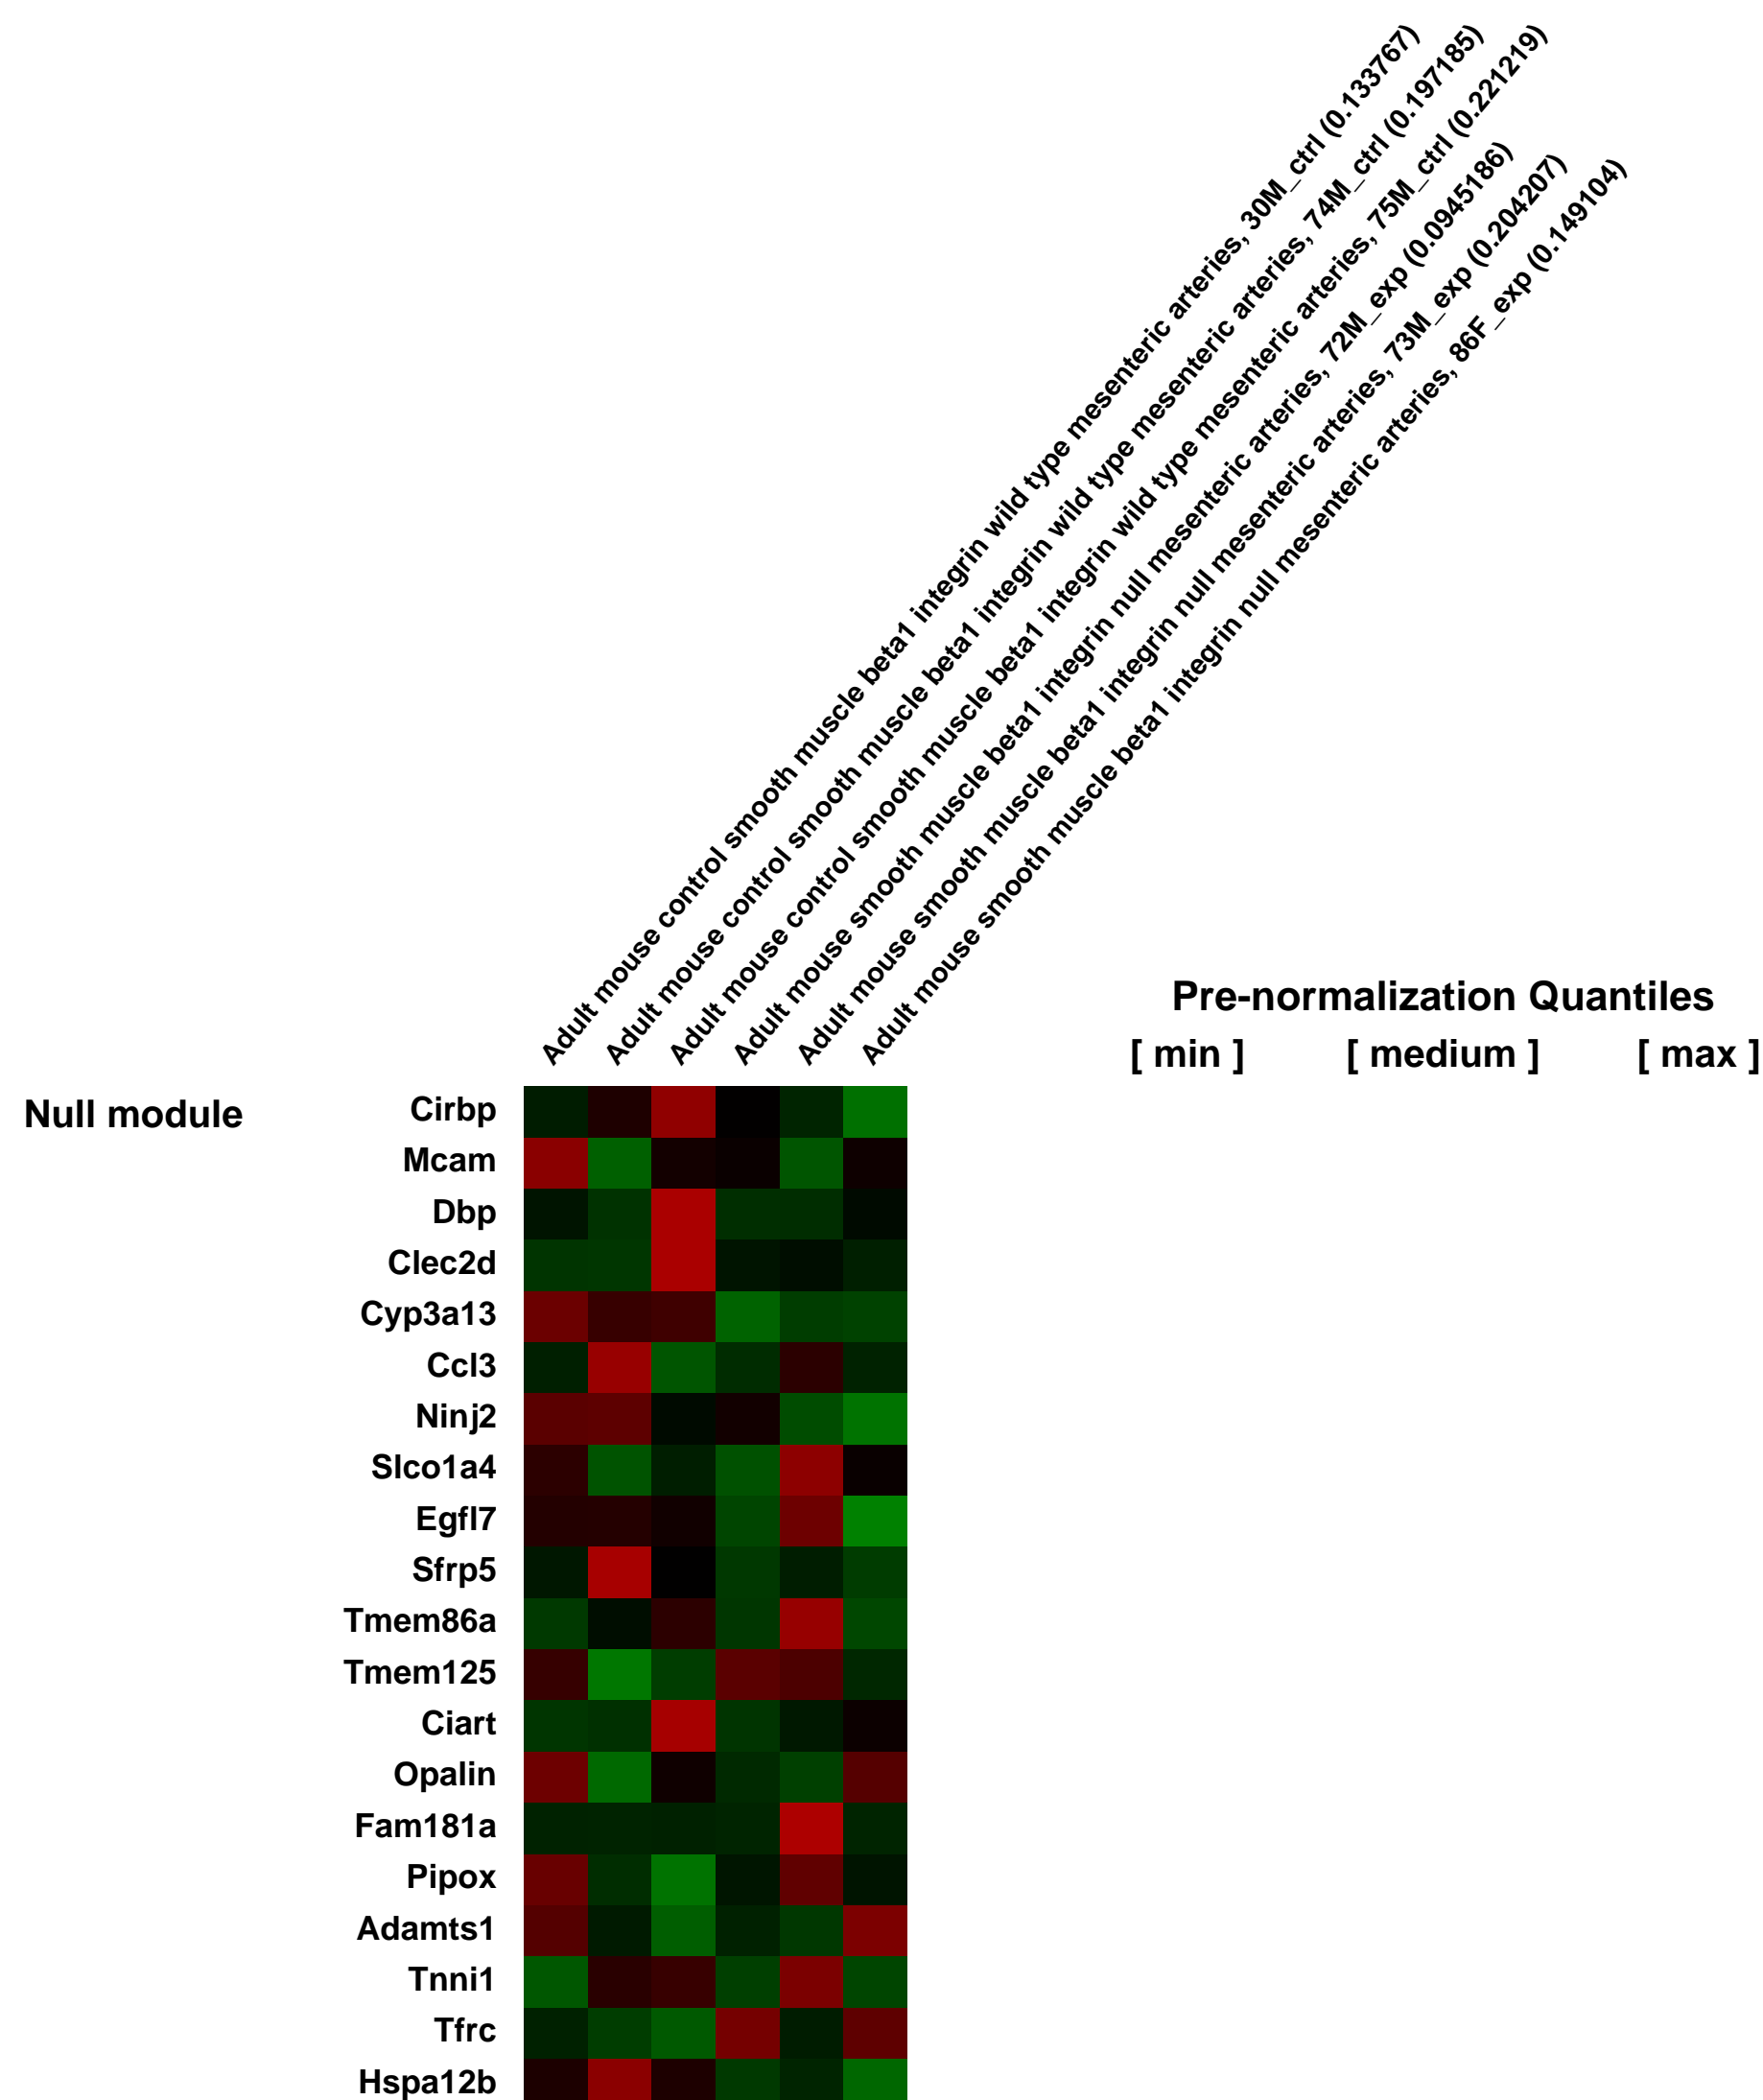 Adult mouse control smooth muscle beta1 integrin wild type mesenteric arteries, 30M_ctrl (0.133767)
Adult mouse control smooth muscle beta1 integrin wild type mesenteric arteries, 74M_ctrl (0.197185)
Adult mouse control smooth muscle beta1 integrin wild type mesenteric arteries, 75M_ctrl (0.221219)
Adult mouse smooth muscle beta1 integrin null mesenteric arteries, 72M_exp (0.0945186)
Adult mouse smooth muscle beta1 integrin null mesenteric arteries, 73M_exp (0.204207)
Adult mouse smooth muscle beta1 integrin null mesenteric arteries, 86F_exp (0.149104)
Pre-normalization Quantiles
[ min ] [ medium ] [ max ]
Null module
Cirbp
Mcam
Dbp
Clec2d
Cyp3a13
Ccl3
Ninj2
Slco1a4
Egfl7
Sfrp5
Tmem86a
Tmem125
Ciart
Opalin
Fam181a
Pipox
Adamts1
Tnni1
Tfrc
Hspa12b